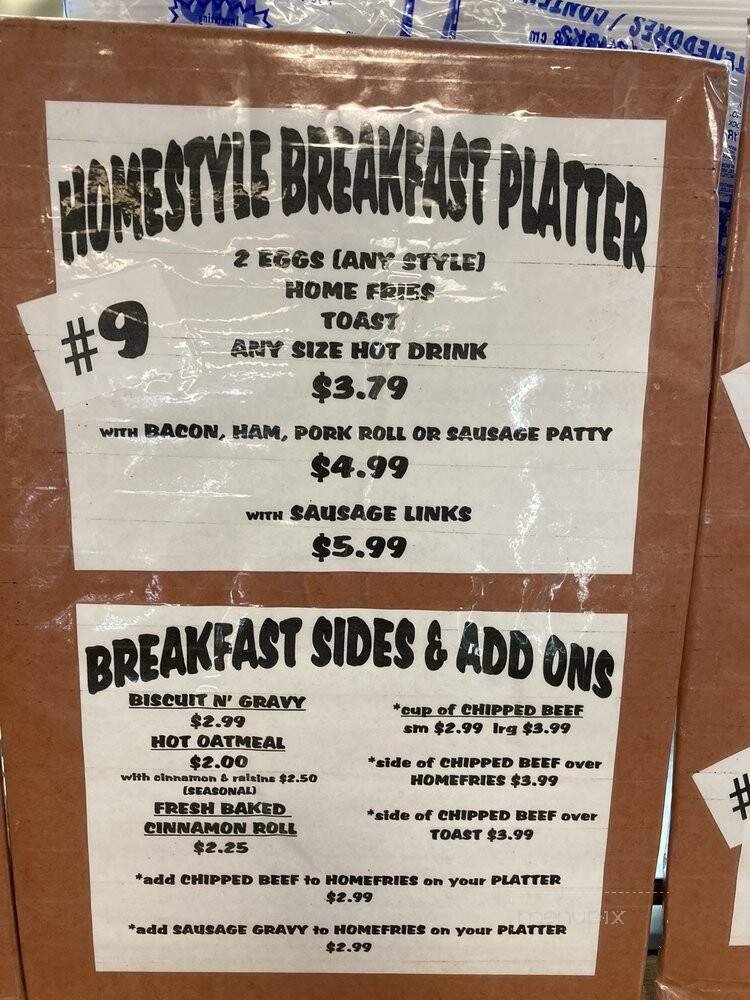 TENEDORES / CONTEN
cm
HOMESTYLE BREAKFAST PLATTER
2 EGGS (ANY STYLE)
HOME FRIES
TOAST
ANY SIZE HOT DRINK
$3.79
#9
WITH BACON, HAM, PORK ROLL OR SAUSAGE PATTY
$4.99
WITH SAUSAGE LINKS
$5.99
BREAKFAST SIDES & ADD ONS
BISCUIT N' GRAVY
$2.99
HOT OATMEAL
$2.00
with cinnamon & raisins $2.50
(SEASONAL)
FRESH BAKED
CINNAMON ROLL
$2.25
*cup of CHIPPED BEEF
sm $2.99 lrg $3.99
*side of CHIPPED BEEF over
HOMEFRIES $3.99
*side of CHIPPED BEEF over
TOAST $3.99
*add CHIPPED BEEF to HOMEFRIES on your PLATTER
$2.99
*add SAUSAGE GRAVY to HOMEFRIES on your PLATTER
$2.99
#
menupix